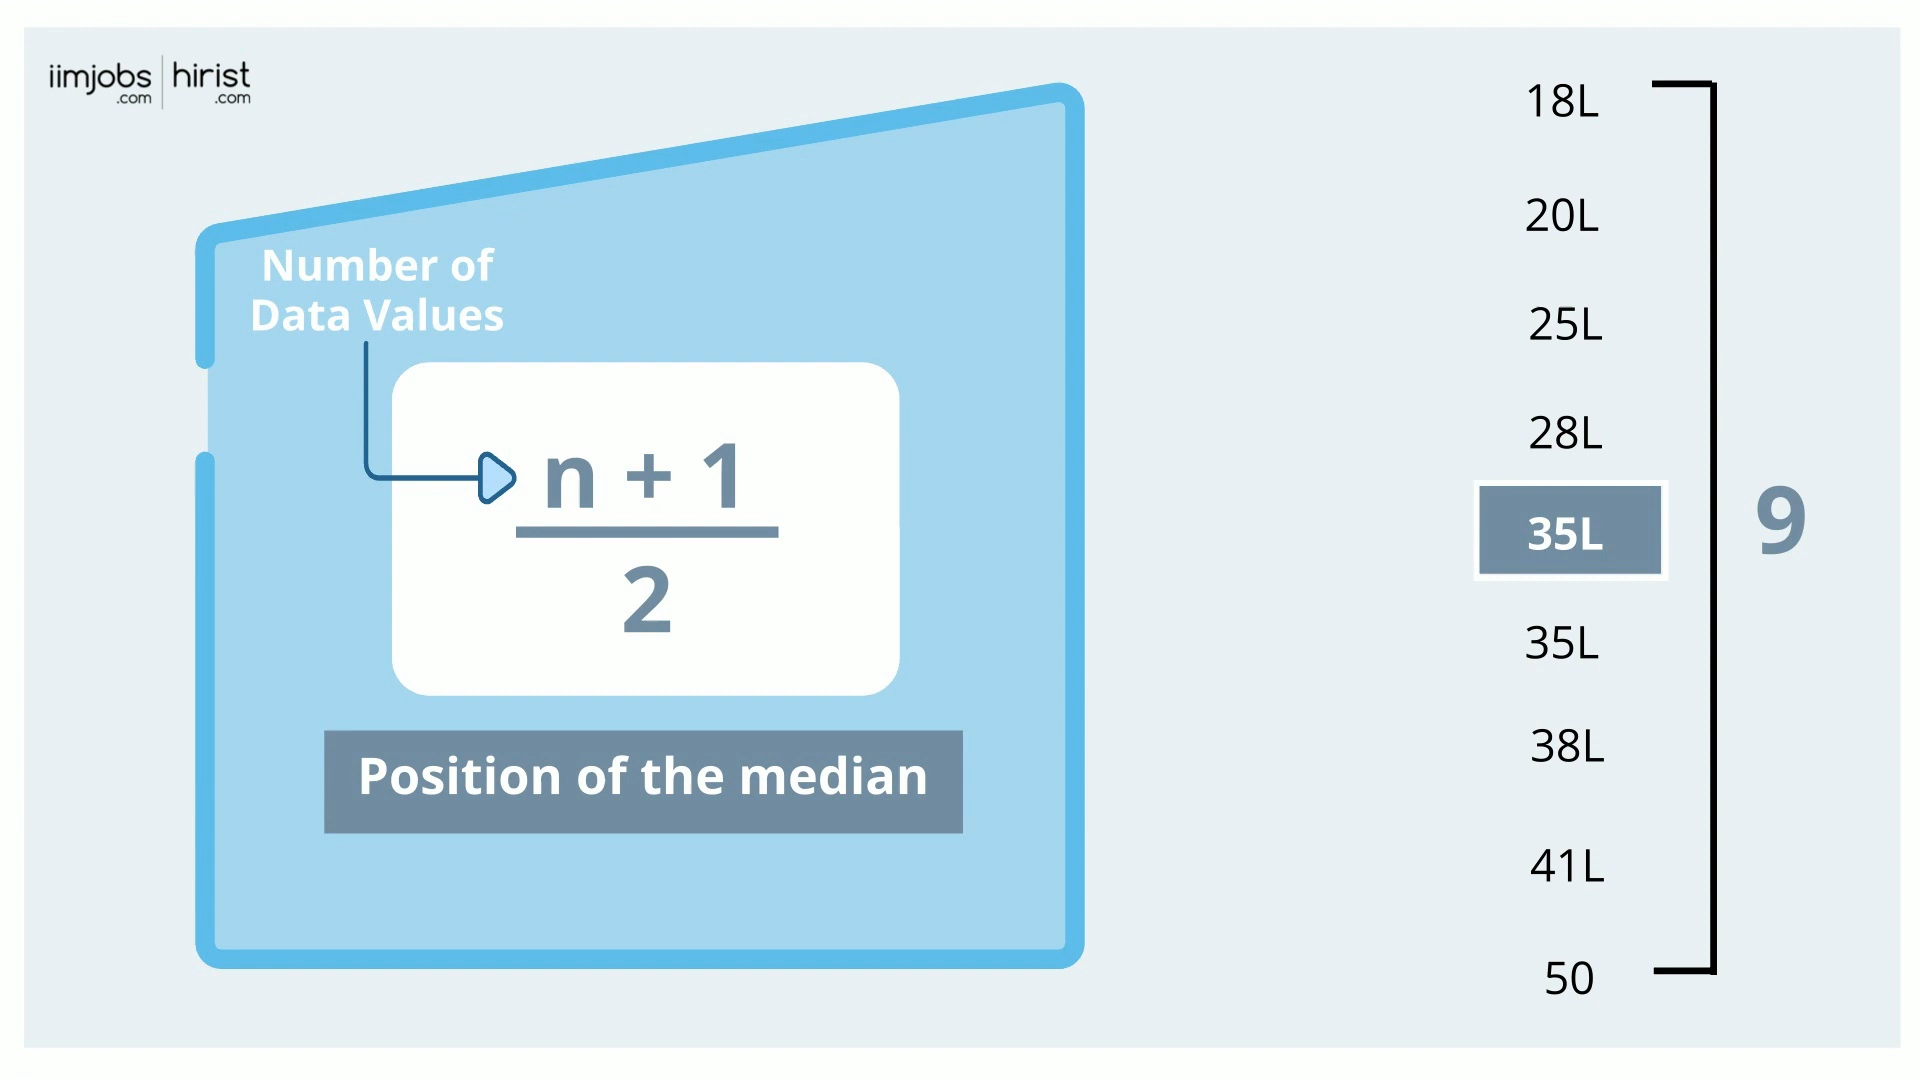 iimjobs hirist
.com .com
Number of
Data Values
n + 1
2
Position of the median
18L
20L
25L
28L
35L
35L
38L
41L
50
9